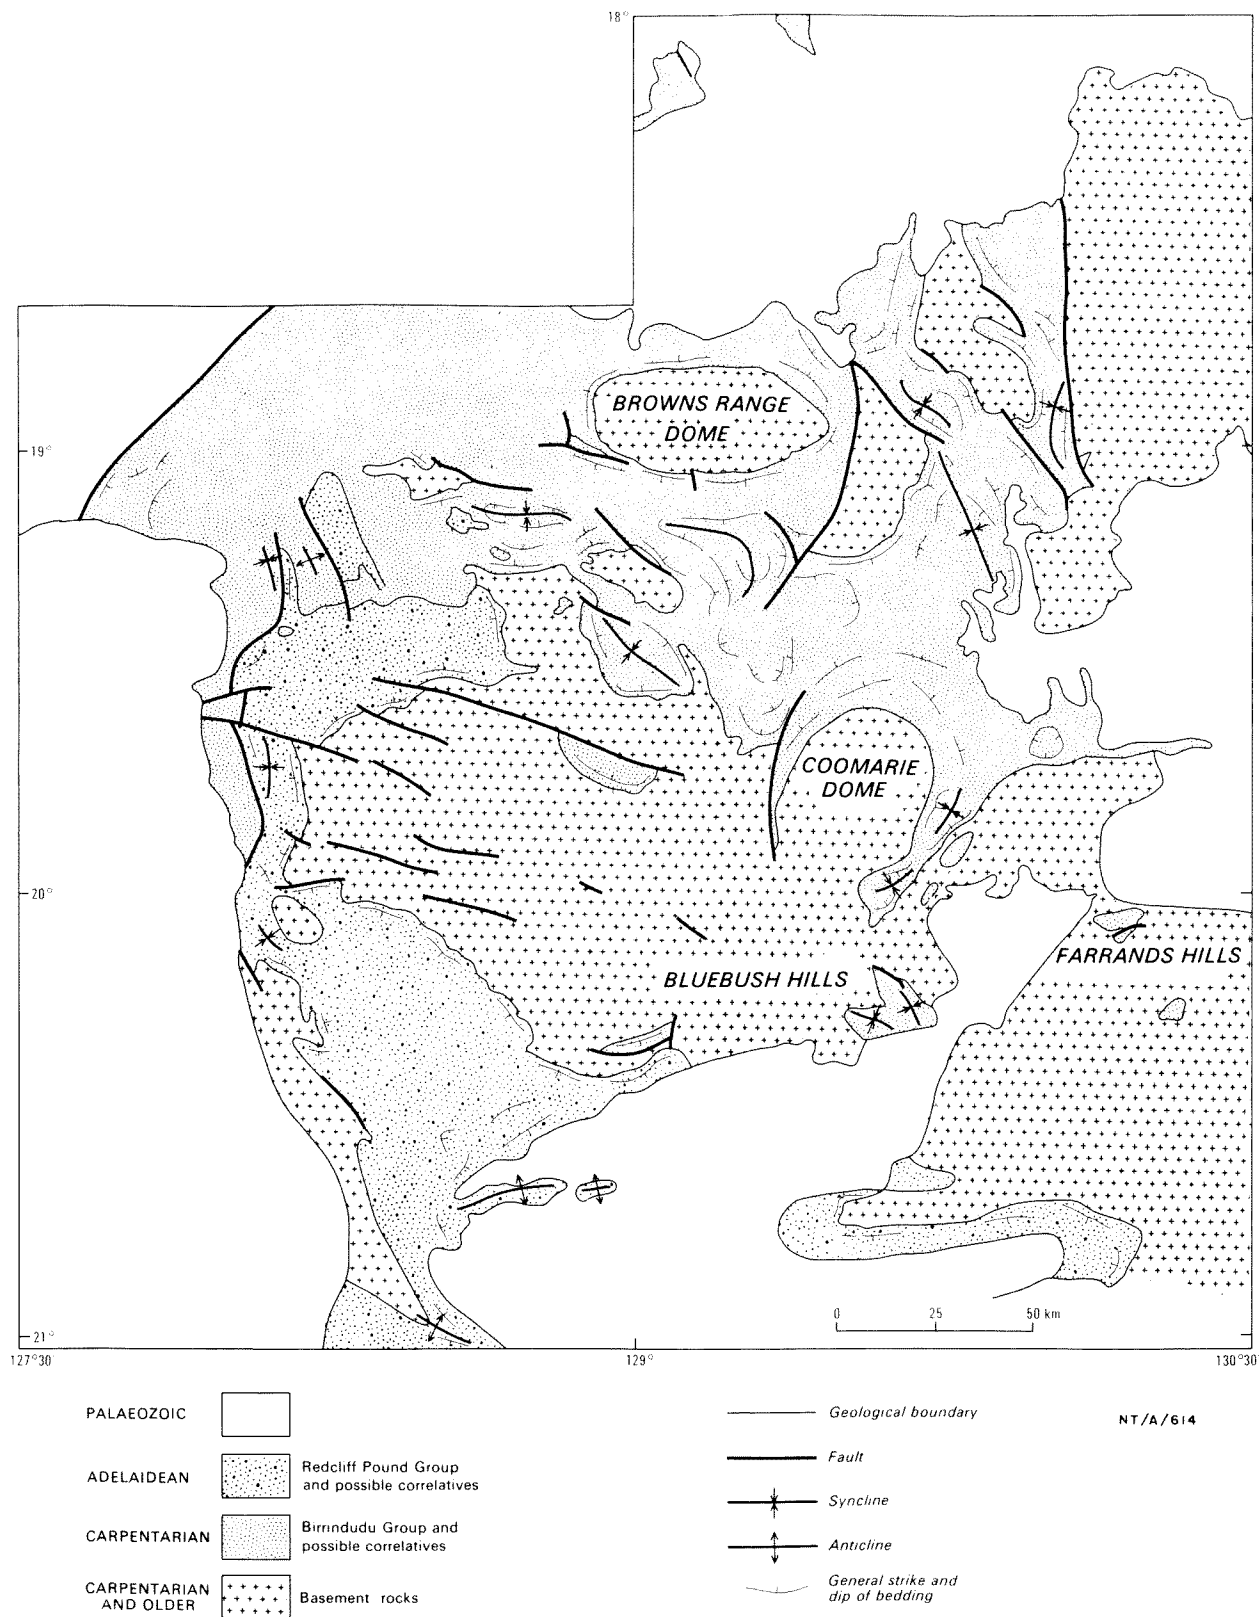 18°
BROWNS RANGE
DOME
19°
COOMARIE
DOME
20°
FARRANDS HILLS
BLUEBUSH HILLS
0 25 50 km
21°
127°30 129° 130°30'
PALAEOZOIC
ADELAIDEAN
Redcliff Pound Group
and possible correlatives
CARPENTARIAN
Birrindudu Group and
possible correlatives
CARPENTARIAN
AND OLDER
Basement rocks
Geological boundary
Fault
Syncline
Anticline
General strike and
dip of bedding
NT/A/614